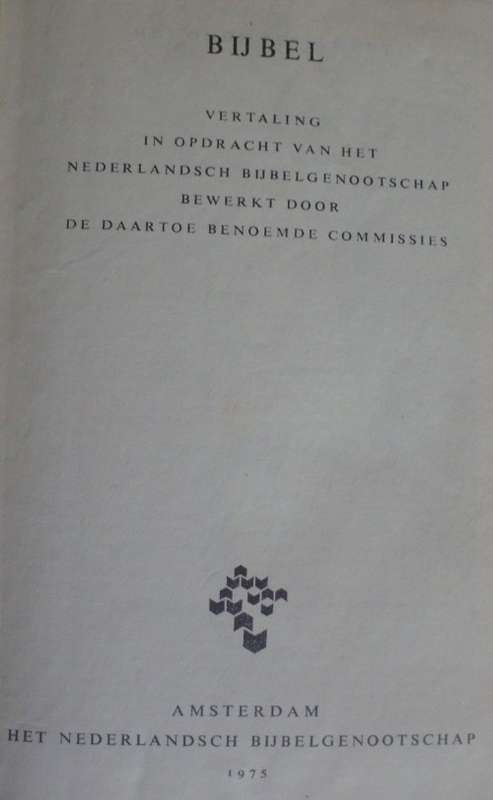 BIJBEL
VERTALING
IN OPDRACHT VAN HET
NEDERLANDSCH BIJBELGENOOTSCHAP
BEWERKT DOOR
DE DAARTOE BENOEMDE COMMISSIES
AMSTERDAM
HET NEDERLANDSCH BIJBELGENOOTSCHAP
1975